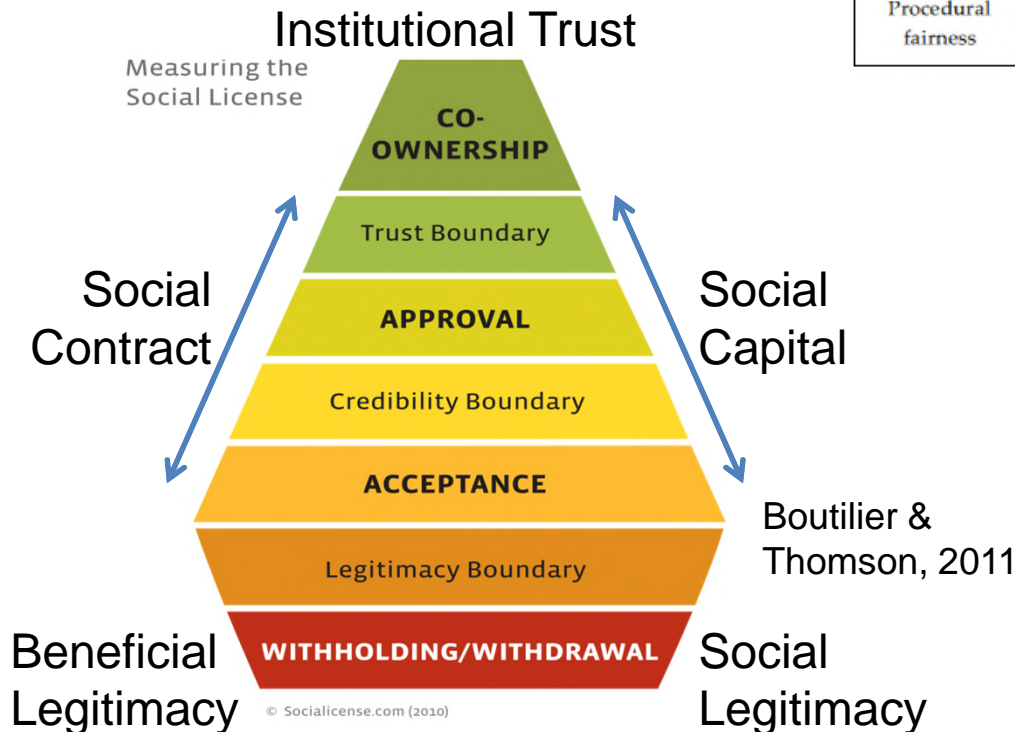 Procedural
fairness
Institutional Trust
Measuring the
Social License
CO-
OWNERSHIP
Trust Boundary
Social
Contract
APPROVAL
Social
Capital
Credibility Boundary
ACCEPTANCE
Boutilier &
Thomson, 2011
Legitimacy Boundary
Beneficial
Legitimacy
WITHHOLDING/WITHDRAWAL
Social
Legitimacy
© Socialicense.com (2010)